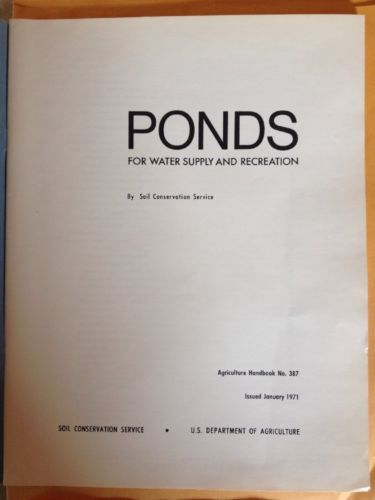 PONDS
FOR WATER SUPPLY AND RECREATION
By Soil Conservation Service
Agriculture Handbook No. 387
Issued January 1971
SOIL CONSERVATION SERVICE • U.S. DEPARTMENT OF AGRICULTURE